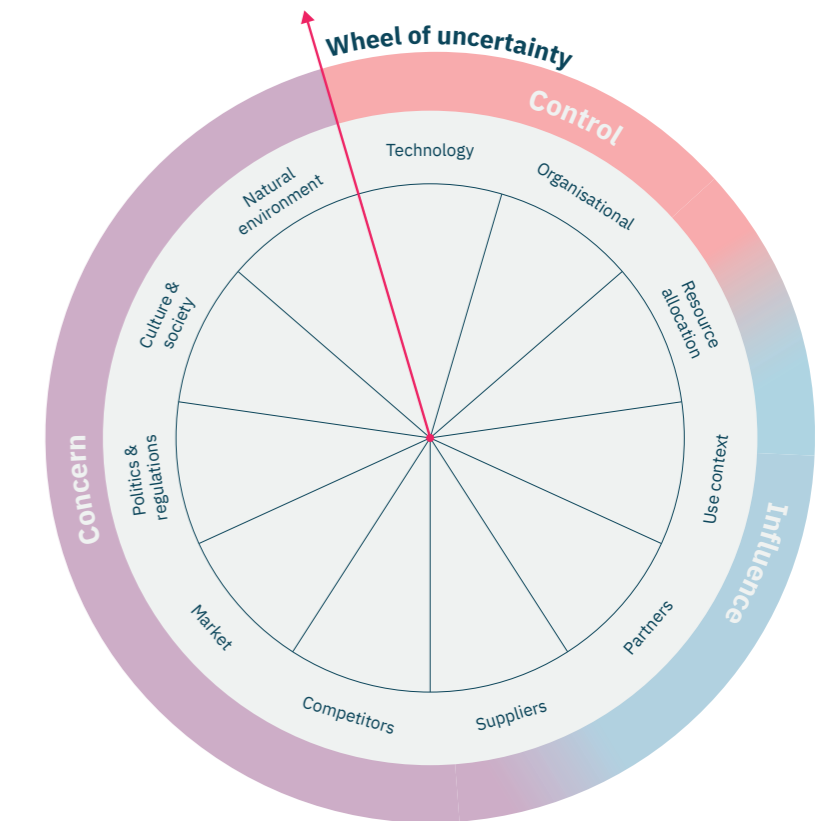 Wheel of uncertainty
Control
Technology
Organisational
Resource
allocation
Use context
Influence
Partners
Suppliers
Competitors
Market
Politics &
regulations
Concern
Culture &
society
Natural
environment